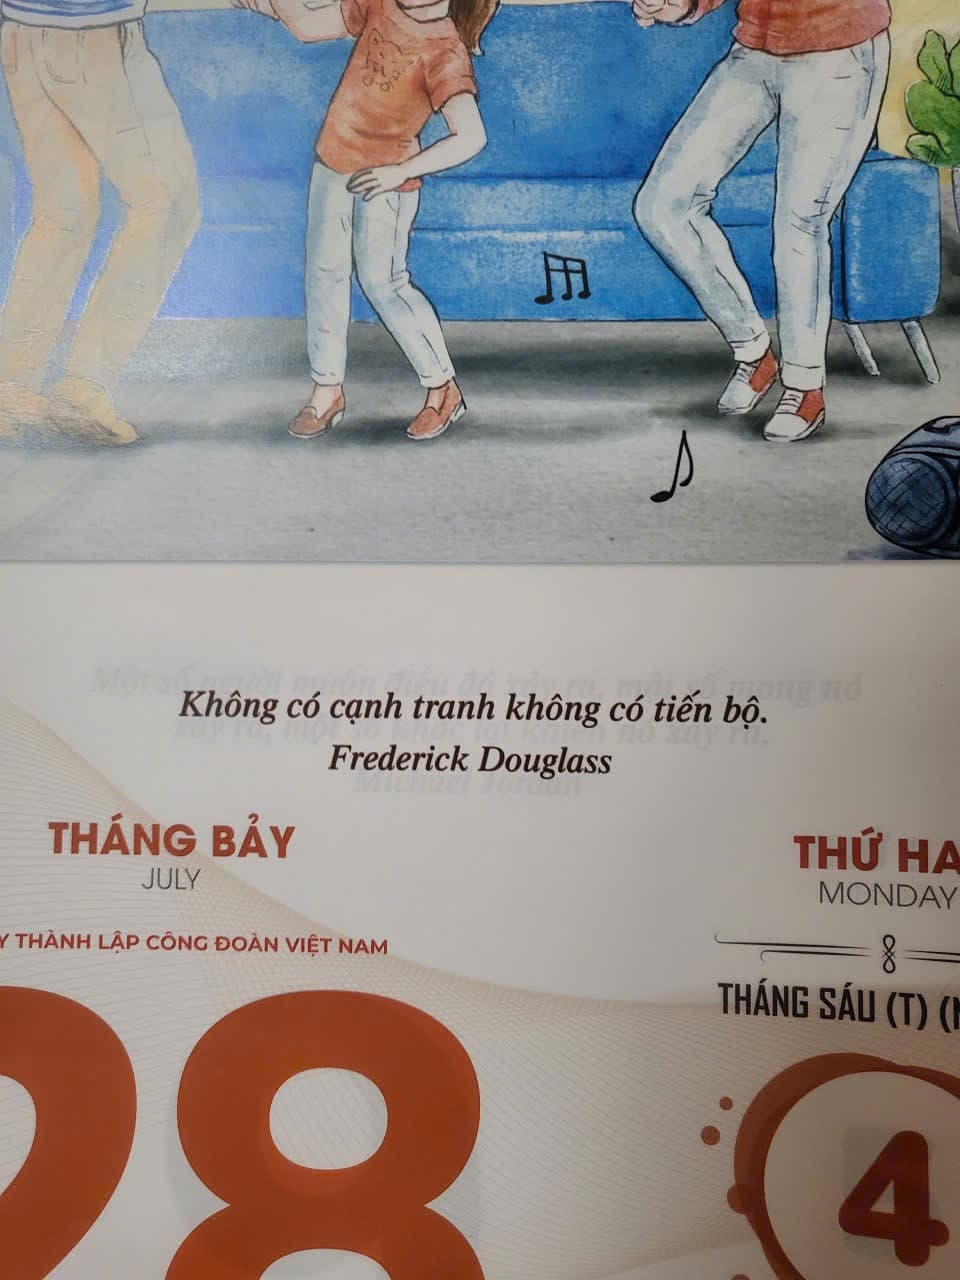 Không có cạnh tranh không có tiến bộ.
Frederick Douglass
THÁNG BẢY
JULY
THÀNH LẬP CÔNG ĐOÀN VIỆT NAM
THỨ
MONDAY
THÁNG SÁU (T)
28
4